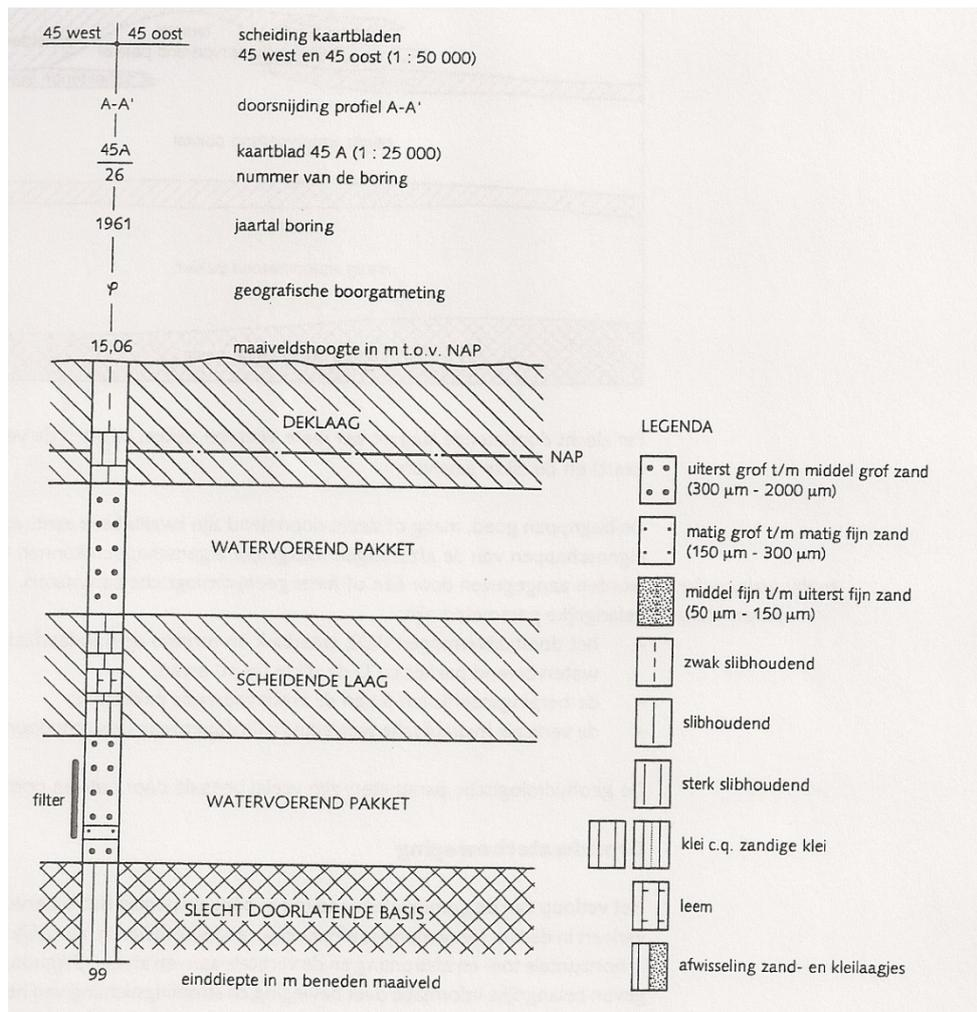 45 west 45 oost scheiding kaartbladen
45 west en 45 oost (1 : 50 000)
A-A' doorsnijding profiel A-A'
45A kaartblad 45 A (1 : 25 000)
26 nummer van de boring
1961 jaartal boring
φ geografische boorgatmeting
15,06 maaiveldshoogte in m t.o.v. NAP
DEKLAAG
NAP
WATERVOEREND PAKKET
SCHEIDENDE LAAG
filter
WATERVOEREND PAKKET
SLECHT DOORLATENDE BASIS
99
einddiepte in m beneden maaiveld
LEGENDA
uiterst grof t/m middel grof zand
(300 µm - 2000 µm)
matig grof t/m matig fijn zand
(150 µm - 300 µm)
middel fijn t/m uiterst fijn zand
(50 µm - 150 µm)
zwak slibhoudend
slibhoudend
sterk slibhoudend
klei c.q. zandige klei
leem
afwisseling zand- en kleilaagjes